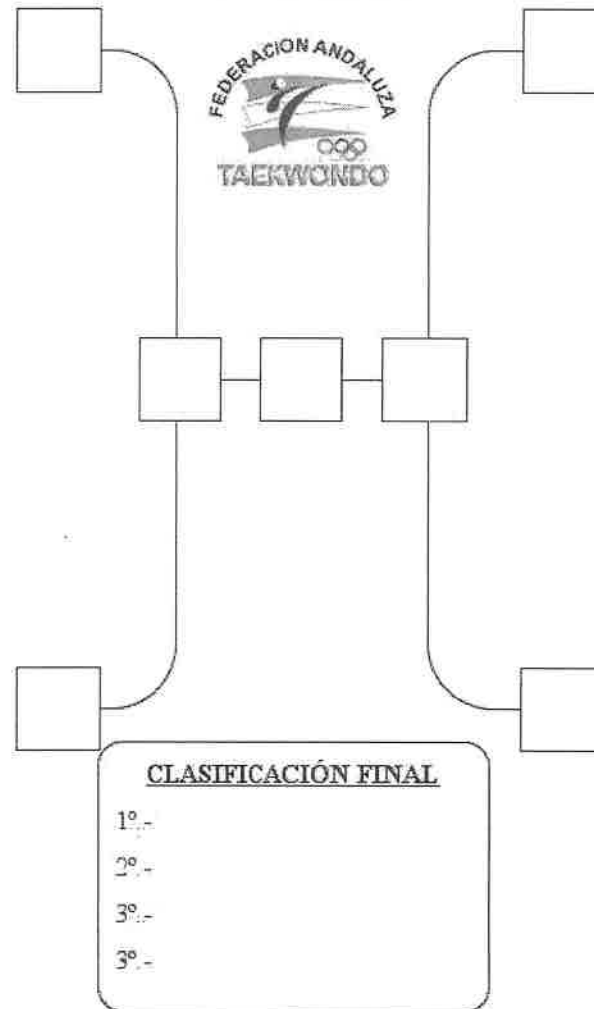 FEDERACION ANDALUZA
TAEKWONDO
CLASIFICACIÓN FINAL
1º.-
2º.-
3º.-
3º.-